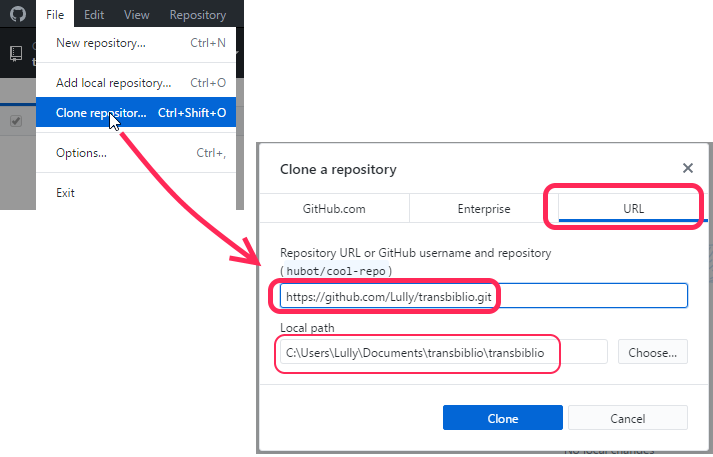 File Edit View Repository
New repository... Ctrl+N
Add local repository... Ctrl+O
Clone repositor... Ctrl+Shift+O
Options... Ctrl+,
Exit
Clone a repository
GitHub.com Enterprise URL
Repository URL or GitHub username and repository
(hubot/cool-repo)
https://github.com/Lully/transbiblio.git
Local path
C:\Users\Lully\Documents\transbiblio\transbiblio Choose...
Clone Cancel
No local changes